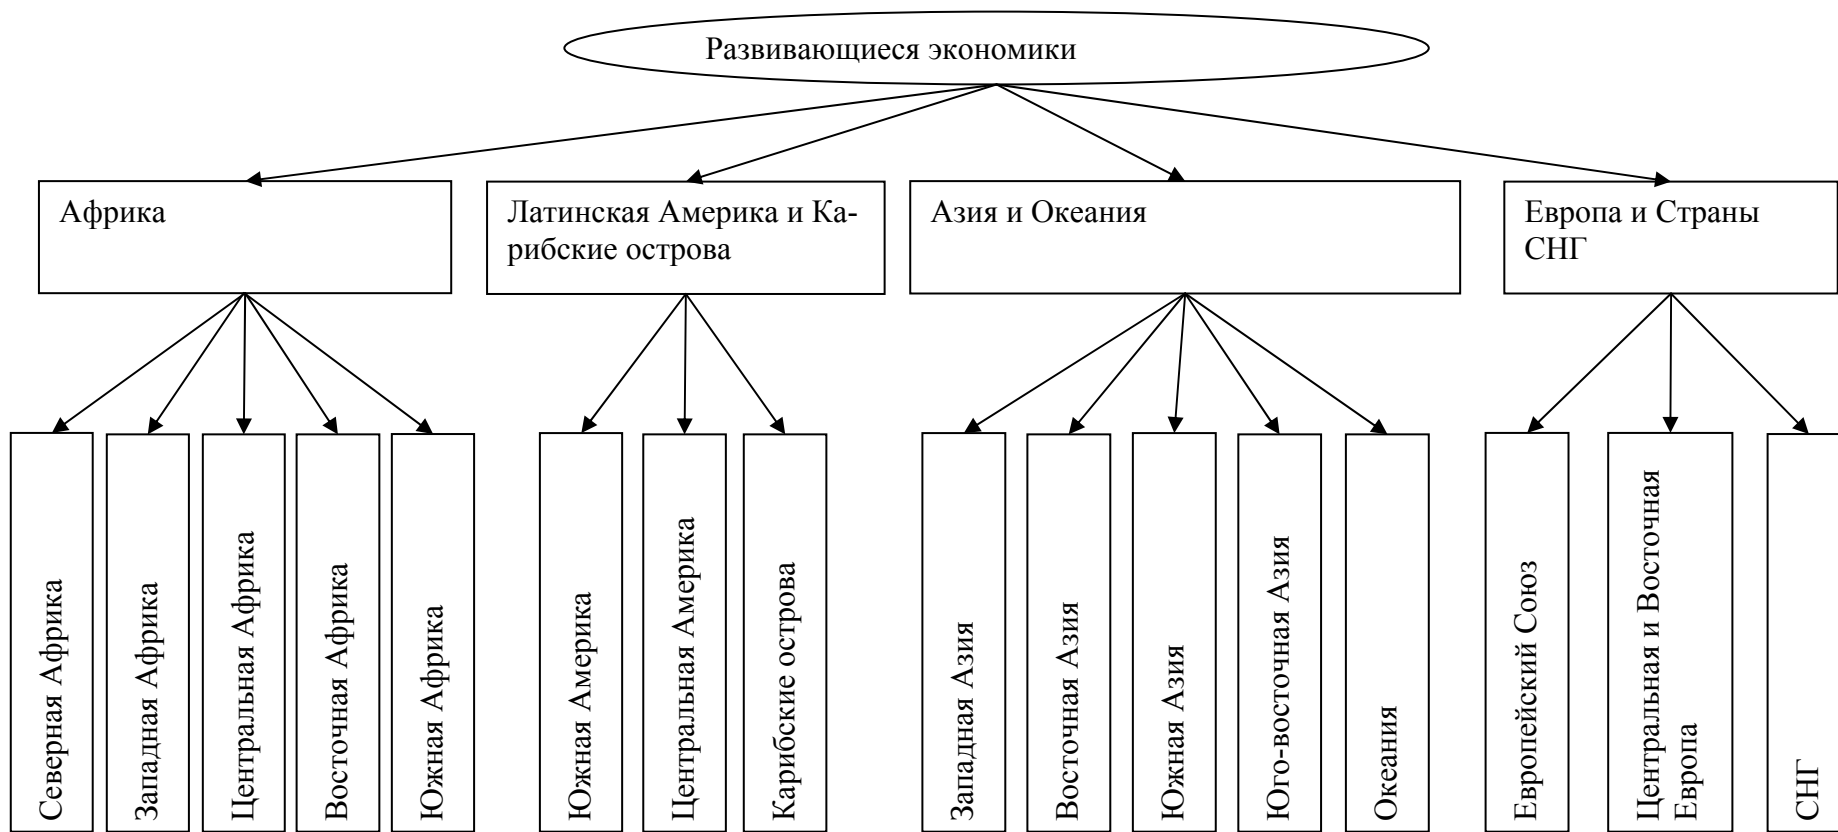 Развивающиеся экономики
Африка
Латинская Америка и Ка-
рибские острова
Азия и Океания
Европа и Страны
СНГ
Северная Африка
Западная Африка
Центральная Африка
Восточная Африка
Южная Африка
Южная Америка
Центральная Америка
Карибские острова
Западная Азия
Восточная Азия
Южная Азия
Юго-восточная Азия
Океания
Европейский Союз
Центральная и Восточная
Европа
СНГ